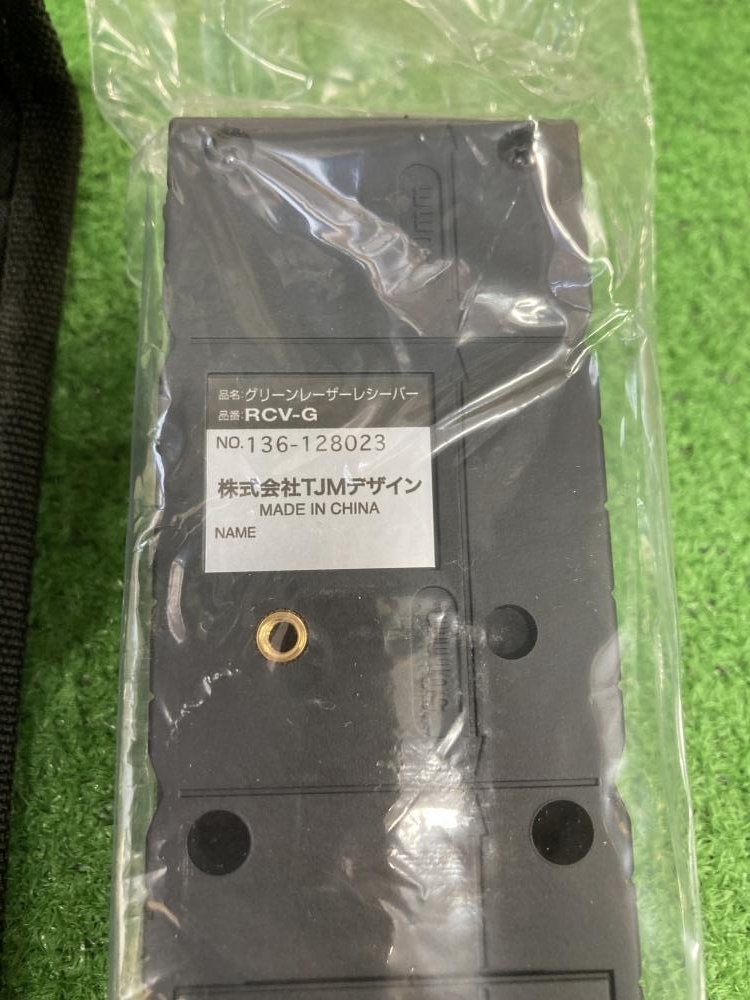 品名:グリーンレーザーレシーバー
品番:RCV-G
NO.136-128023
株式会社TJMデザイン
MADE IN CHINA
NAME